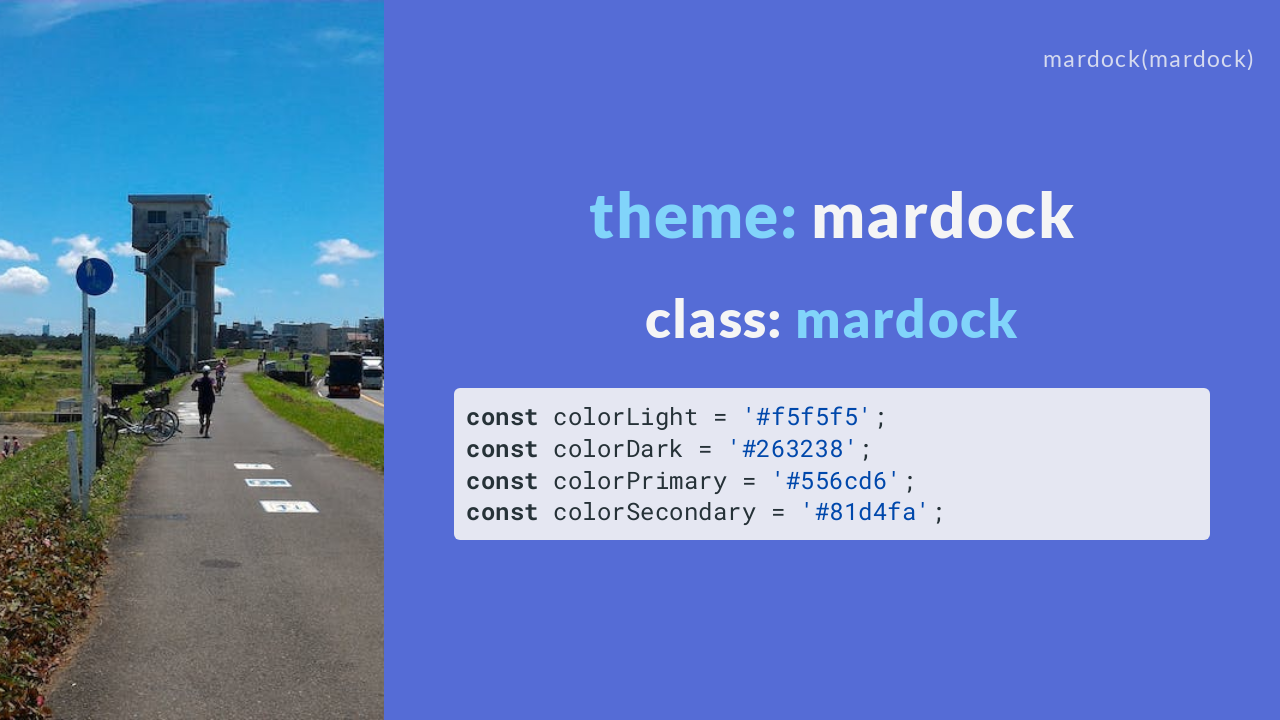 mardock(mardock)
theme: mardock
class: mardock
const colorLight = '#f5f5f5';
const colorDark = '#263238';
const colorPrimary = '#556cd6';
const colorSecondary = '#81d4fa';